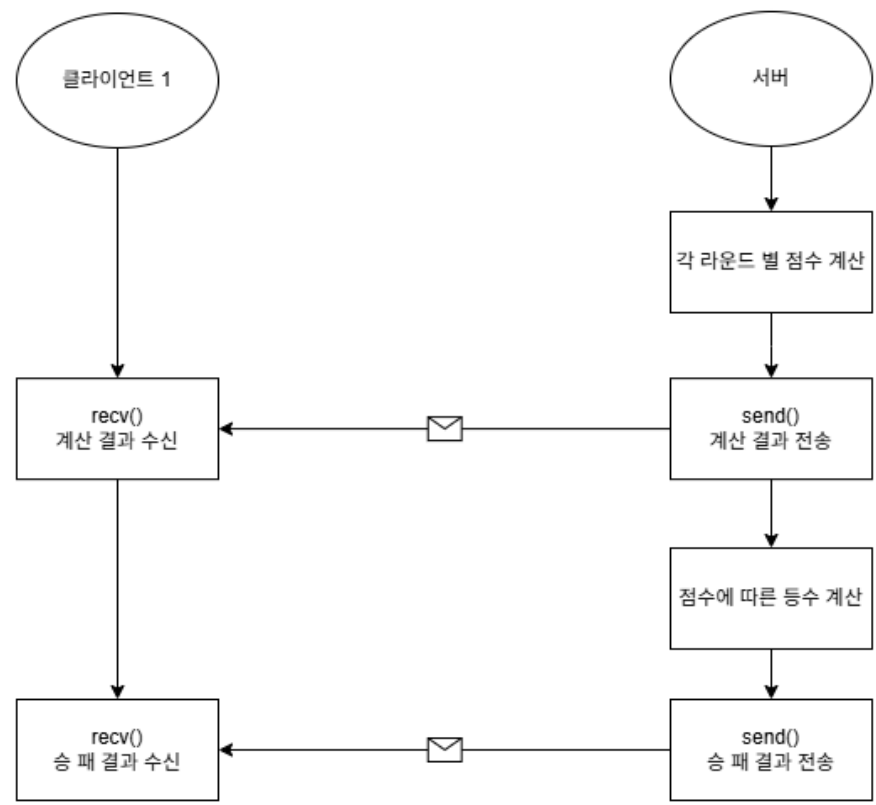 클라이언트 1
서버
각 라운드 별 점수 계산
recv()
계산 결과 수신
send()
계산 결과 전송
점수에 따른 등수 계산
recv()
승 패 결과 수신
send()
승 패 결과 전송